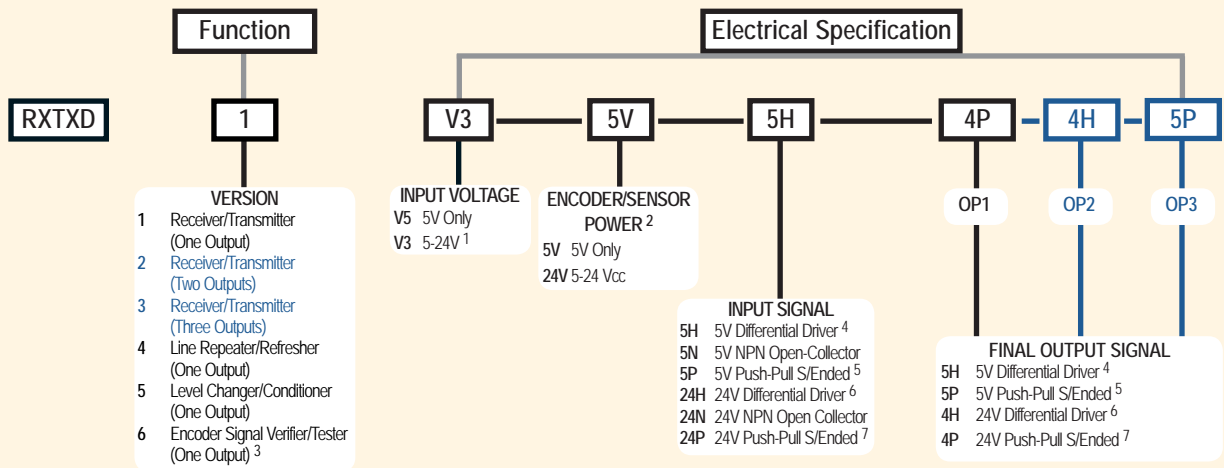 Function
Electrical Specification
RXTXD
1
V3
5V
5H
4P
4H
5P
VERSION
1 Receiver/Transmitter
(One Output)
2 Receiver/Transmitter
(Two Outputs)
3 Receiver/Transmitter
(Three Outputs)
4 Line Repeater/Refresher
(One Output)
5 Level Changer/Conditioner
(One Output)
6 Encoder Signal Verifier/Tester
(One Output) 3
INPUT VOLTAGE
V5 5V Only
V3 5-24V 1
ENCODER/SENSOR
POWER 2
5V 5V Only
24V 5-24 Vcc
INPUT SIGNAL
5H 5V Differential Driver 4
5N 5V NPN Open-Collector
5P 5V Push-Pull S/Ended 5
24H 24V Differential Driver 6
24N 24V NPN Open Collector
24P 24V Push-Pull S/Ended 7
OP1
OP2
OP3
FINAL OUTPUT SIGNAL
5H 5V Differential Driver 4
5P 5V Push-Pull S/Ended 5
4H 24V Differential Driver 6
4P 24V Push-Pull S/Ended 7